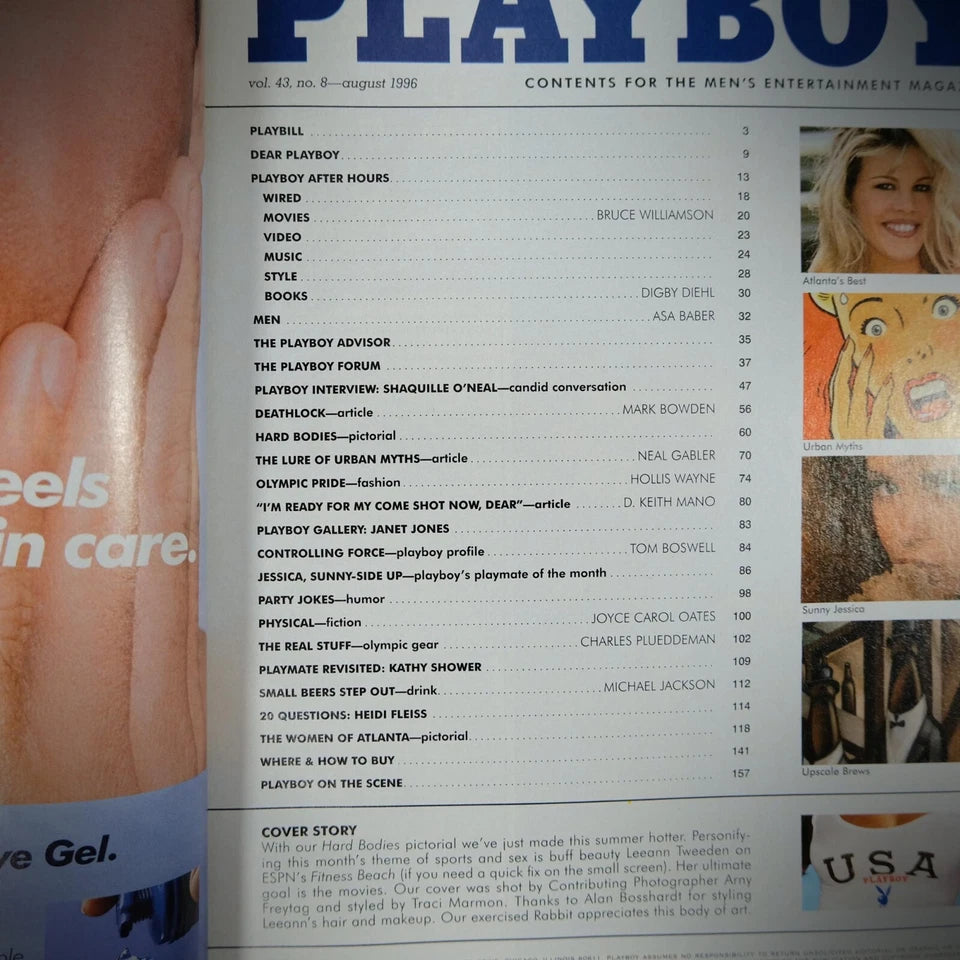 PLAYBOY
vol. 43, no. 8—august 1996
CONTENTS FOR THE MEN'S ENTERTAINMENT MAGA
PLAYBILL 3
DEAR PLAYBOY 9
PLAYBOY AFTER HOURS 13
WIRED 18
MOVIES BRUCE WILLIAMSON 20
VIDEO 23
MUSIC 24
STYLE 28
BOOKS DIGBY DIEHL 30
MEN ASA BABER 32
THE PLAYBOY ADVISOR 35
THE PLAYBOY FORUM 37
PLAYBOY INTERVIEW: SHAQUILLE O'NEAL—candid conversation 47
DEATHLOCK—article MARK BOWDEN 56
HARD BODIES—pictorial 60
THE LURE OF URBAN MYTHS—article NEAL GABLER 70
OLYMPIC PRIDE—fashion HOLLIS WAYNE 74
"I'M READY FOR MY COME SHOT NOW, DEAR"—article D. KEITH MANO 80
PLAYBOY GALLERY: JANET JONES 83
CONTROLLING FORCE—playboy profile TOM BOSWELL 84
JESSICA, SUNNY-SIDE UP—playboy's playmate of the month 86
PARTY JOKES—humor 98
PHYSICAL—fiction JOYCE CAROL OATES 100
THE REAL STUFF—olympic gear CHARLES PLUEDDEMAN 102
PLAYMATE REVISITED: KATHY SHOWER 109
SMALL BEERS STEP OUT—drink MICHAEL JACKSON 112
20 QUESTIONS: HEIDI FLEISS 114
THE WOMEN OF ATLANTA—pictorial 118
WHERE & HOW TO BUY 141
PLAYBOY ON THE SCENE 157
COVER STORY
With our Hard Bodies pictorial we've just made this summer hotter. Personify-
ing this month's theme of sports and sex is buff beauty Leeann Tweeden on
ESPN's Fitness Beach (if you need a quick fix on the small screen). Her ultimate
goal is the movies. Our cover was shot by Contributing Photographer Arny
Freytag and styled by Traci Marmon. Thanks to Alan Bosshardt for styling
Leeann's hair and makeup. Our exercised Rabbit appreciates this body of art.
Atlanta's Best
Urban Myths
Sunny Jessica
Upscale Brews
USA
PLAYBOY
eels
in care.
ve Gel.